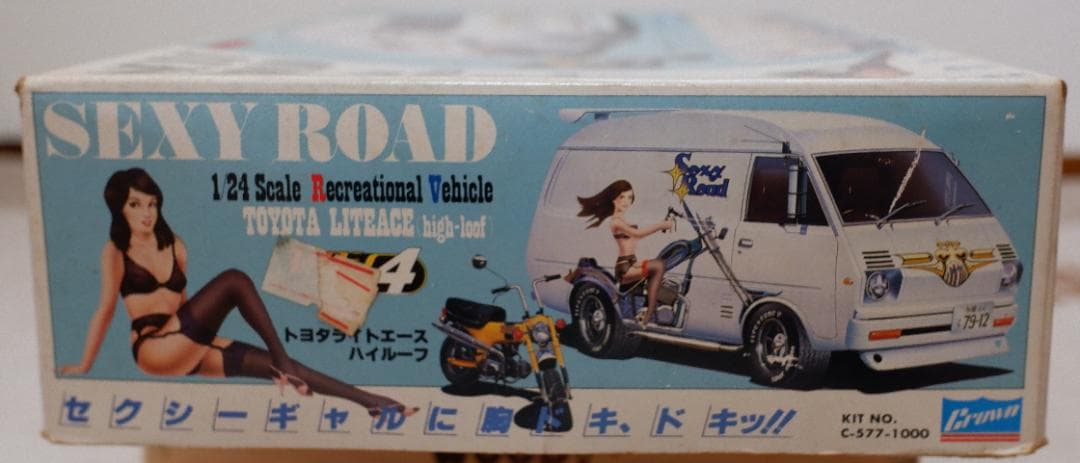 SEXY ROAD
1/24 Scale Recreational Vehicle
TOYOTA LITEACE high-loof
4
トヨタライトエース
ハイルーフ
Sexy
Road
79-12
セクシーギャルに胸ドキ、ドキッ!!
KIT NO.
C-577-1000
Crown